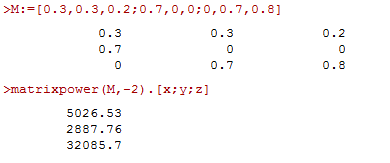 >M:=[0.3,0.3,0.2;0.7,0,0;0,0.7,0.8]
0.3 0.3 0.2
0.7 0 0
0 0.7 0.8
>matrixpower(M,-2).[x;y;z]
5026.53
2887.76
32085.7